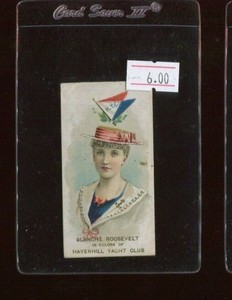 Card Saver III®
6.00
H.Y.C.
BLANCHE ROOSEVELT
IN COLORS OF
HAVERHILL YACHT CLUB